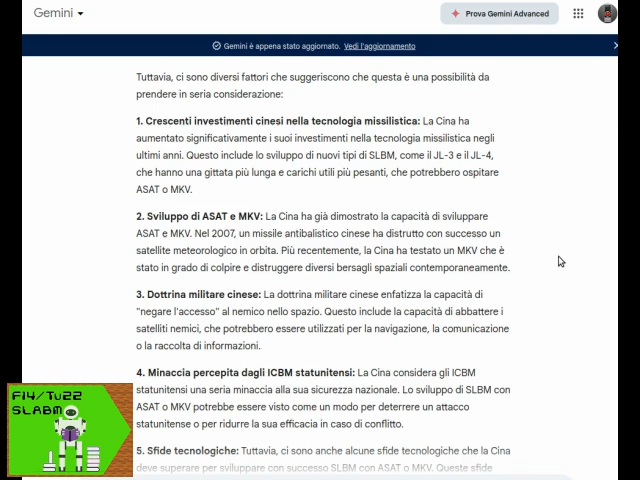 Gemini
Prova Gemini Advanced
Gemini è appena stato aggiornato. Vedi l'aggiornamento
Tuttavia, ci sono diversi fattori che suggeriscono che questa è una possibilità da
prendere in seria considerazione:
1. Crescenti investimenti cinesi nella tecnologia missilistica: La Cina ha
aumentato significativamente i suoi investimenti nella tecnologia missilistica negli
ultimi anni. Questo include lo sviluppo di nuovi tipi di SLBM, come il JL-3 e il JL-4,
che hanno una gittata più lunga e carichi utili più pesanti, che potrebbero ospitare
ASAT o MKV.
2. Sviluppo di ASAT e MKV: La Cina ha già dimostrato la capacità di sviluppare
ASAT e MKV. Nel 2007, un missile antibalistico cinese ha distrutto con successo un
satellite meteorologico in orbita. Più recentemente, la Cina ha testato un MKV che è
stato in grado di colpire e distruggere diversi bersagli spaziali contemporaneamente.
3. Dottrina militare cinese: La dottrina militare cinese enfatizza la capacità di
"negare l'accesso" al nemico nello spazio. Questo include la capacità di abbattere i
satelliti nemici, che potrebbero essere utilizzati per la navigazione, la comunicazione
o la raccolta di informazioni.
4. Minaccia percepita dagli ICBM statunitensi: La Cina considera gli ICBM
statunitensi una seria minaccia alla sua sicurezza nazionale. Lo sviluppo di SLBM con
ASAT o MKV potrebbe essere visto come un modo per deterrere un attacco
statunitense o per ridurre la sua efficacia in caso di conflitto.
5. Sfide tecnologiche: Tuttavia, ci sono anche alcune sfide tecnologiche che la Cina
deve superare per sviluppare con successo SLBM con ASAT o MKV. Queste sfide
F14/Tu22
SLABM